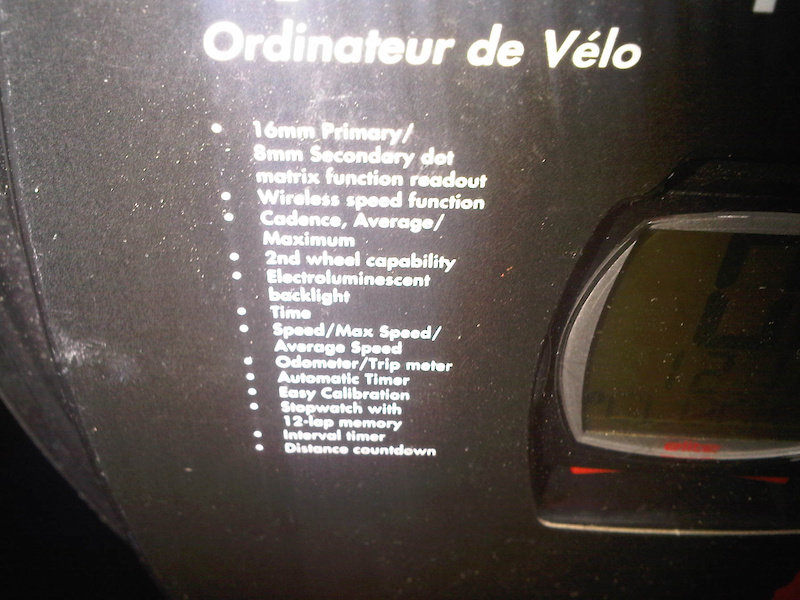 Ordinateur de Vélo
• 16mm Primary/
8mm Secondary dot
matrix function readout
• Wireless speed function
• Cadence, Average/
Maximum
• 2nd wheel capability
• Electroluminescent
backlight
• Time
• Speed/Max Speed/
Average Speed
• Odometer/Trip meter
• Automatic Timer
• Easy Calibration
• Stopwatch with
12-lap memory
• Interval timer
• Distance countdown